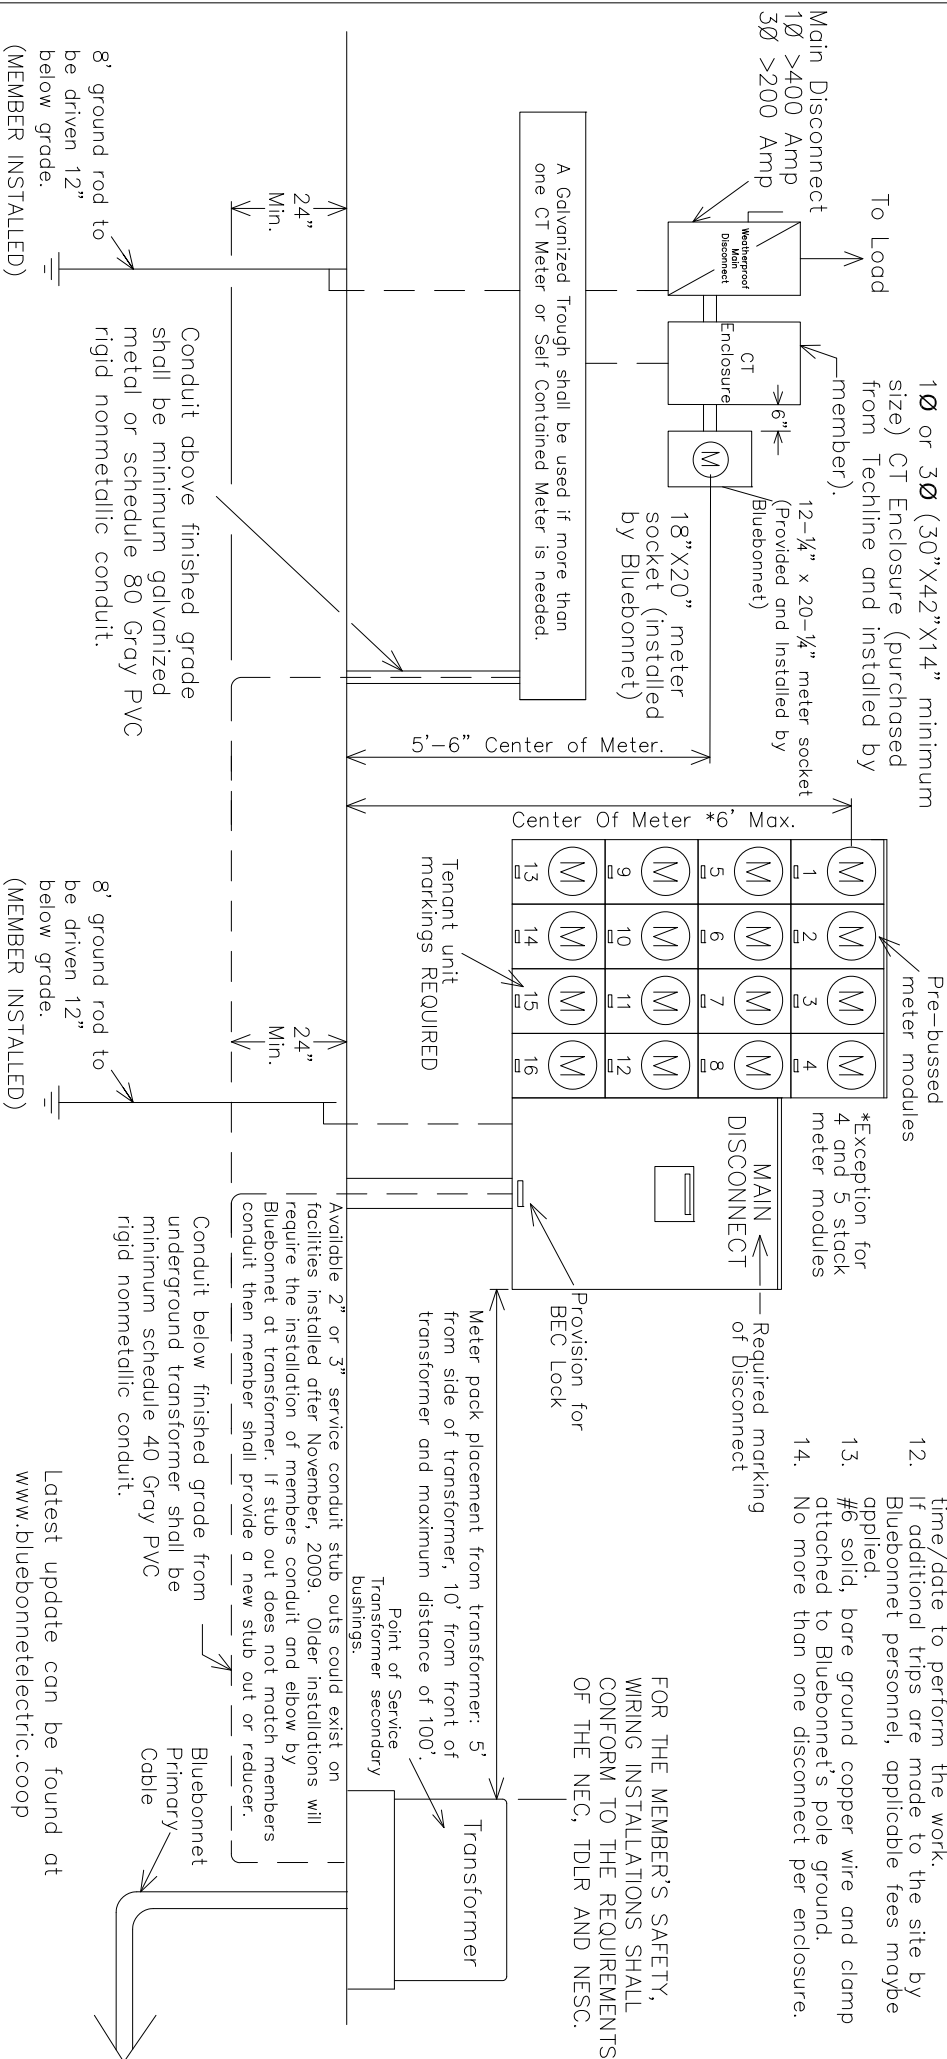 time/date to perform the work.
12. If additional trips are made to the site by
Bluebonnet personnel, applicable fees maybe
applied.
13. #6 solid, bare ground copper wire and clamp
attached to Bluebonnet's pole ground.
14. No more than one disconnect per enclosure.
FOR THE MEMBER'S SAFETY,
WIRING INSTALLATIONS SHALL
CONFORM TO THE REQUIREMENTS
OF THE NEC, TDLR AND NESC.
Main Disconnect
1Ø >400 Amp
3Ø >200 Amp
To Load
Weatherproof
Main
Disconnect
CT
Enclosure
1Ø or 3Ø (30"X42"X14" minimum
size) CT Enclosure (purchased
from Techline and installed by
member).
6"
M
12-¼" x 20-¼" meter socket
(Provided and Installed by
Bluebonnet)
18"X20" meter
socket (installed
by Bluebonnet)
A Galvanized Trough shall be used if more than
one CT Meter or Self Contained Meter is needed.
5'-6" Center of Meter.
Center Of Meter *6' Max.
Pre-bussed
meter modules
M M M M
1 2 3 4
M M M M
5 6 7 8
M M M M
9 10 11 12
M M M M
13 14 15 16
*Exception for
4 and 5 stack
meter modules
MAIN
DISCONNECT
Required marking
of Disconnect
Provision for
BEC Lock
Tenant unit
markings REQUIRED
Meter pack placement from transformer: 5'
from side of transformer, 10' from front of
transformer and maximum distance of 100'.
Transformer
Point of Service
Transformer secondary
bushings.
24"
Min.
8' ground rod to
be driven 12"
below grade.
(MEMBER INSTALLED)
Conduit above finished grade
shall be minimum galvanized
metal or schedule 80 Gray PVC
rigid nonmetallic conduit.
24"
Min.
8' ground rod to
be driven 12"
below grade.
(MEMBER INSTALLED)
Available 2" or 3" service conduit stub outs could exist on
facilities installed after November, 2009. Older installations will
require the installation of members conduit and elbow by
Bluebonnet at transformer. If stub out does not match members
conduit then member shall provide a new stub out or reducer.
Conduit below finished grade from
underground transformer shall be
minimum schedule 40 Gray PVC
rigid nonmetallic conduit.
Bluebonnet
Primary
Cable
Latest update can be found at
www.bluebonnetelectric.coop